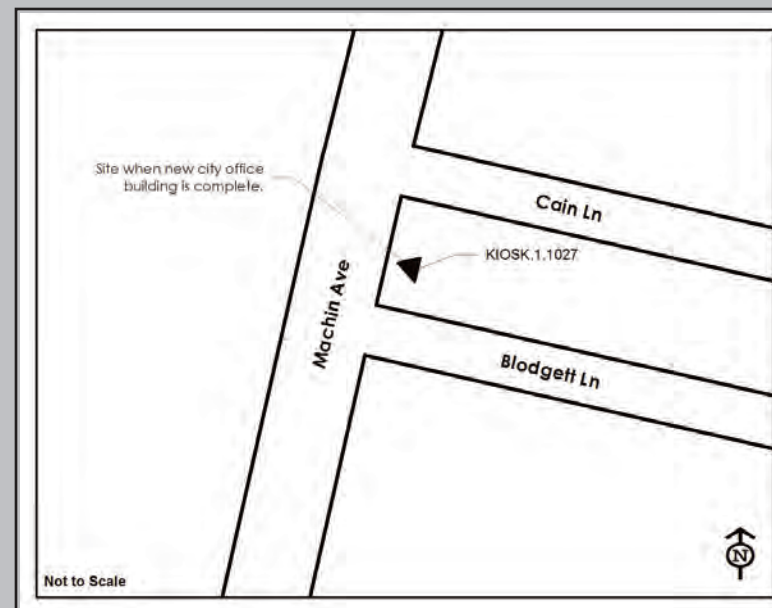 Site when new city office
building is complete.
Cain Ln
KIOSK.1.1027
Machin Ave
Blodgett Ln
N
Not to Scale